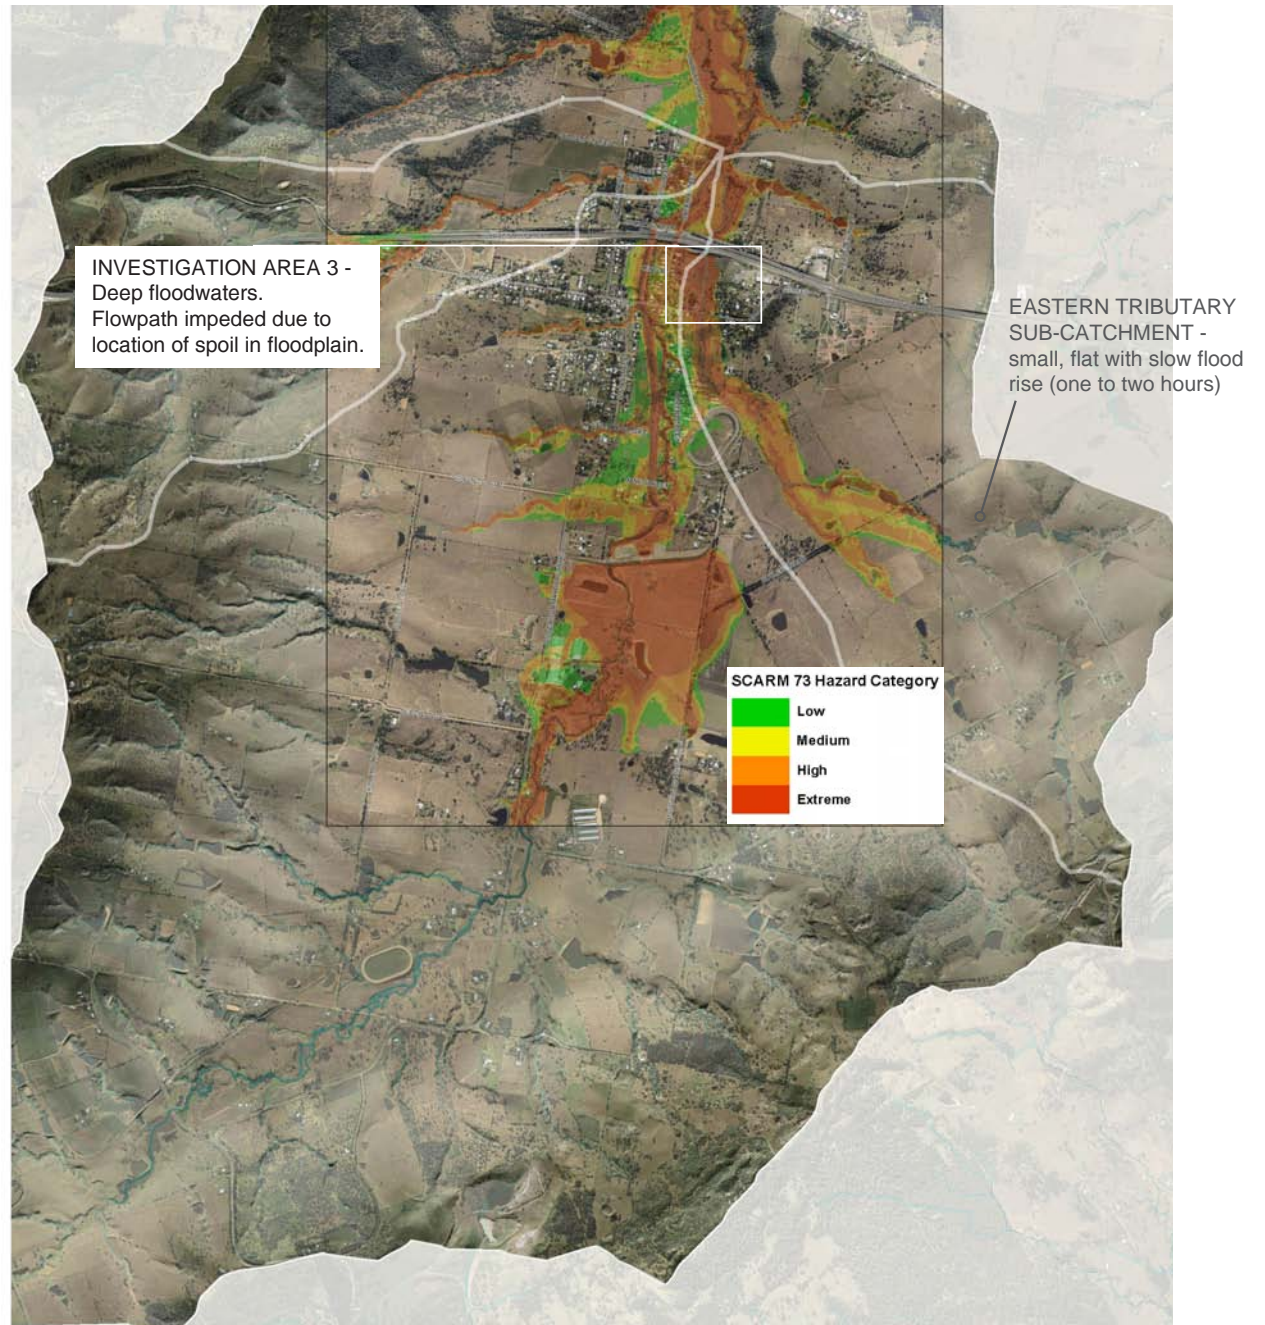 INVESTIGATION AREA 3 -
Deep floodwaters.
Flowpath impeded due to
location of spoil in floodplain.
EASTERN TRIBUTARY
SUB-CATCHMENT -
small, flat with slow flood
rise (one to two hours)
SCARM 73 Hazard Category
Low
Medium
High
Extreme